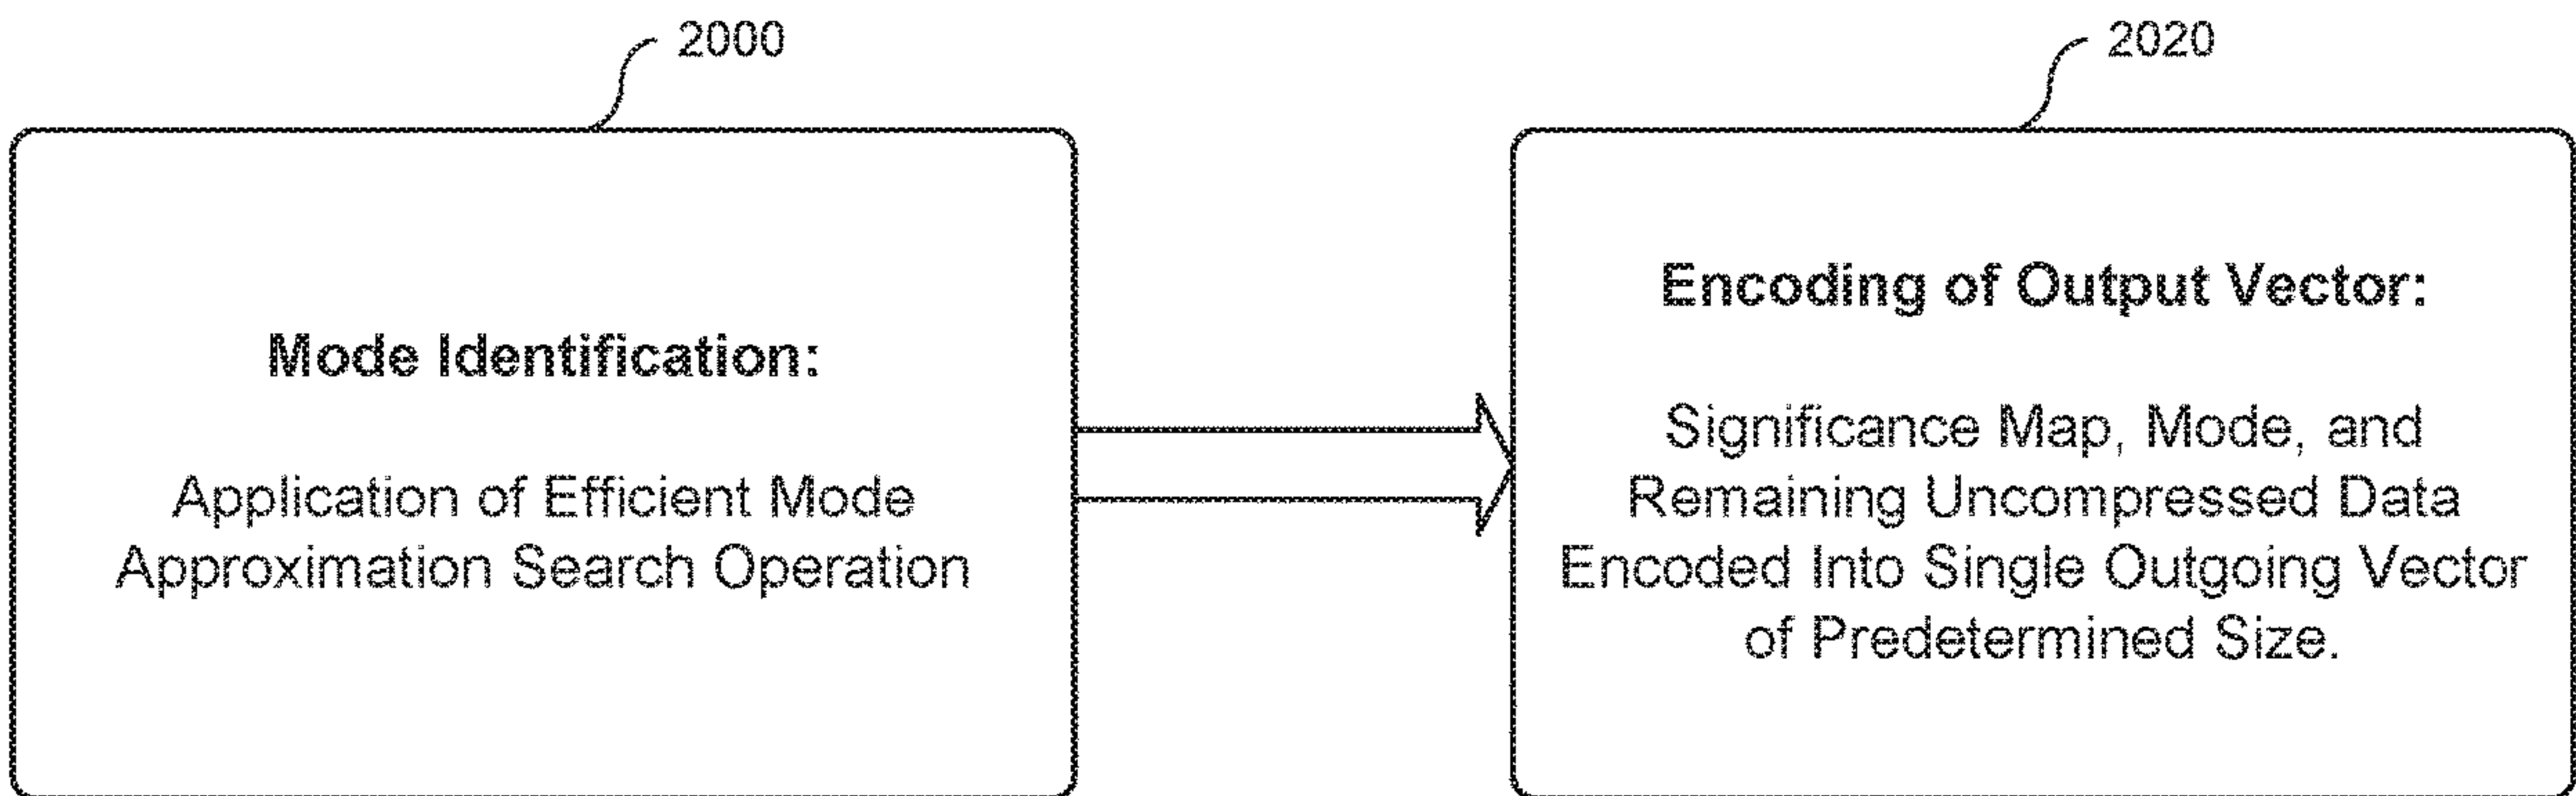 2000
Mode Identification:
Application of Efficient Mode
Approximation Search Operation
2020
Encoding of Output Vector:
Significance Map, Mode, and
Remaining Uncompressed Data
Encoded Into Single Outgoing Vector
of Predetermined Size.